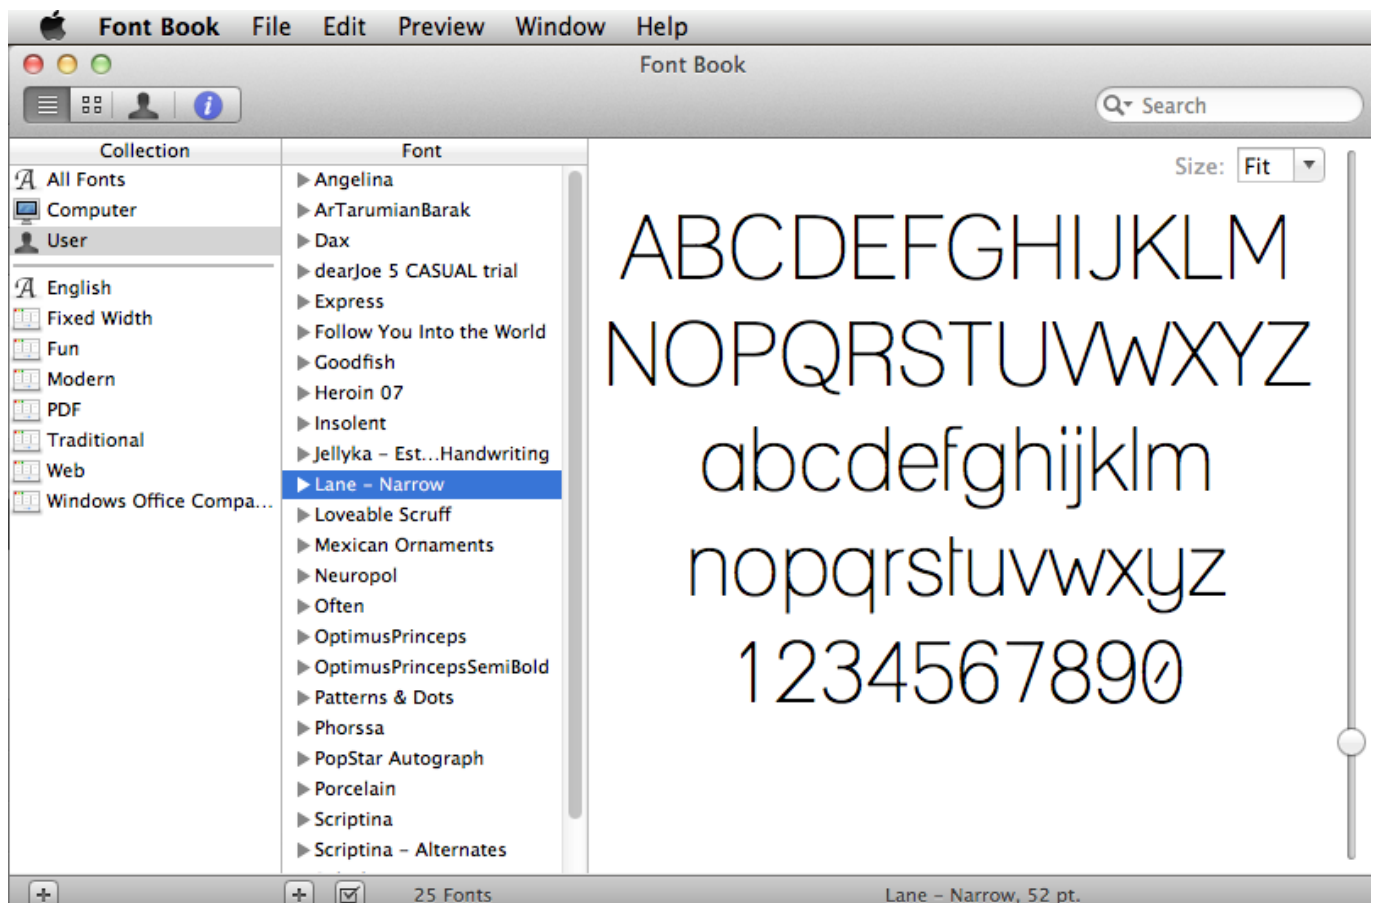 Font Book File Edit Preview Window Help
Font Book
Search
Collection
All Fonts
Computer
User
English
Fixed Width
Fun
Modern
PDF
Traditional
Web
Windows Office Compa...
Font
Angelina
ArTarumianBarak
Dax
dearJoe 5 CASUAL trial
Express
Follow You Into the World
Goodfish
Heroin 07
Insolent
Jellyka – Est...Handwriting
Lane – Narrow
Loveable Scruff
Mexican Ornaments
Neuropol
Often
OptimusPrinceps
OptimusPrincepsSemiBold
Patterns & Dots
Phorssa
PopStar Autograph
Porcelain
Scriptina
Scriptina – Alternates
Size: Fit
ABCDEFGHIJKLM
NOPQRSTUVWXYZ
abcdefghijklm
nopqrstuvwxyz
1234567890
25 Fonts
Lane – Narrow, 52 pt.